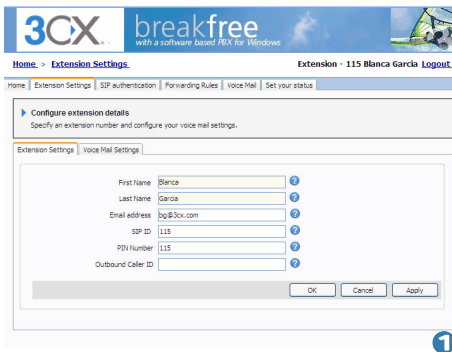 3CX
breakfree
with a software based PBX for Windows
Home > Extension Settings Extension - 115 Blanca Garcia Logout
Home Extension Settings SIP authentication Forwarding Rules Voice Mail Set your status
Configure extension details
Specify an extension number and configure your voice mail settings.
Extension Settings Voice Mail Settings
First Name Blanca ?
Last Name Garcia ?
Email address bg@3cx.com ?
SIP ID 115 ?
PIN Number 115 ?
Outbound Caller ID ?
OK Cancel Apply
1